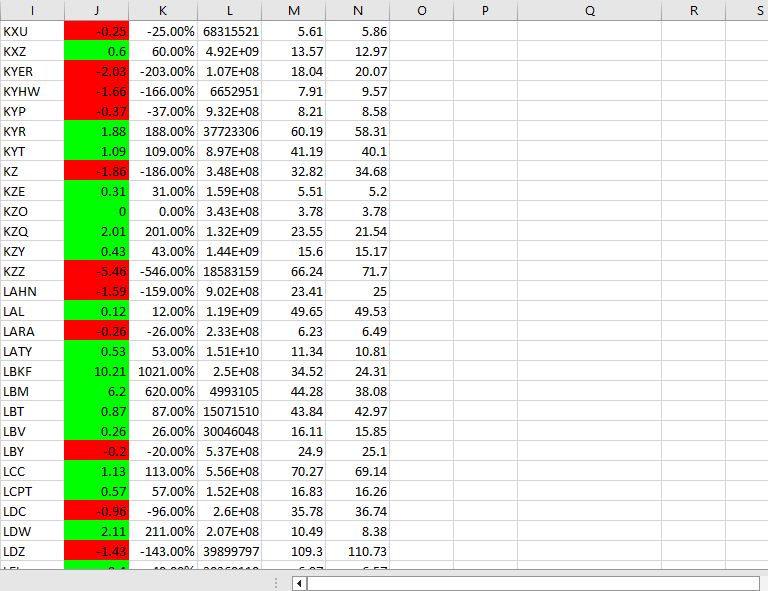 I J K L M N O P Q R S
KXU -0.25 -25.00% 68315521 5.61 5.86
KXZ 0.6 60.00% 4.92E+09 13.57 12.97
KYER -2.03 -203.00% 1.07E+08 18.04 20.07
KYHW -1.66 -166.00% 6652951 7.91 9.57
KYP -0.37 -37.00% 9.32E+08 8.21 8.58
KYR 1.88 188.00% 37723306 60.19 58.31
KYT 1.09 109.00% 8.97E+08 41.19 40.1
KZ -1.86 -186.00% 3.48E+08 32.82 34.68
KZE 0.31 31.00% 1.59E+08 5.51 5.2
KZO 0 0.00% 3.43E+08 3.78 3.78
KZQ 2.01 201.00% 1.32E+09 23.55 21.54
KZY 0.43 43.00% 1.44E+09 15.6 15.17
KZZ -5.46 -546.00% 18583159 66.24 71.7
LAHN -1.59 -159.00% 9.02E+08 23.41 25
LAL 0.12 12.00% 1.19E+09 49.65 49.53
LARA -0.26 -26.00% 2.33E+08 6.23 6.49
LATY 0.53 53.00% 1.51E+10 11.34 10.81
LBKF 10.21 1021.00% 2.5E+08 34.52 24.31
LBM 6.2 620.00% 4993105 44.28 38.08
LBT 0.87 87.00% 15071510 43.84 42.97
LBV 0.26 26.00% 30046048 16.11 15.85
LBY -0.2 -20.00% 5.37E+08 24.9 25.1
LCC 1.13 113.00% 5.56E+08 70.27 69.14
LCPT 0.57 57.00% 1.52E+08 16.83 16.26
LDC -0.96 -96.00% 2.6E+08 35.78 36.74
LDW 2.11 211.00% 2.07E+08 10.49 8.38
LDZ -1.43 -143.00% 39899797 109.3 110.73